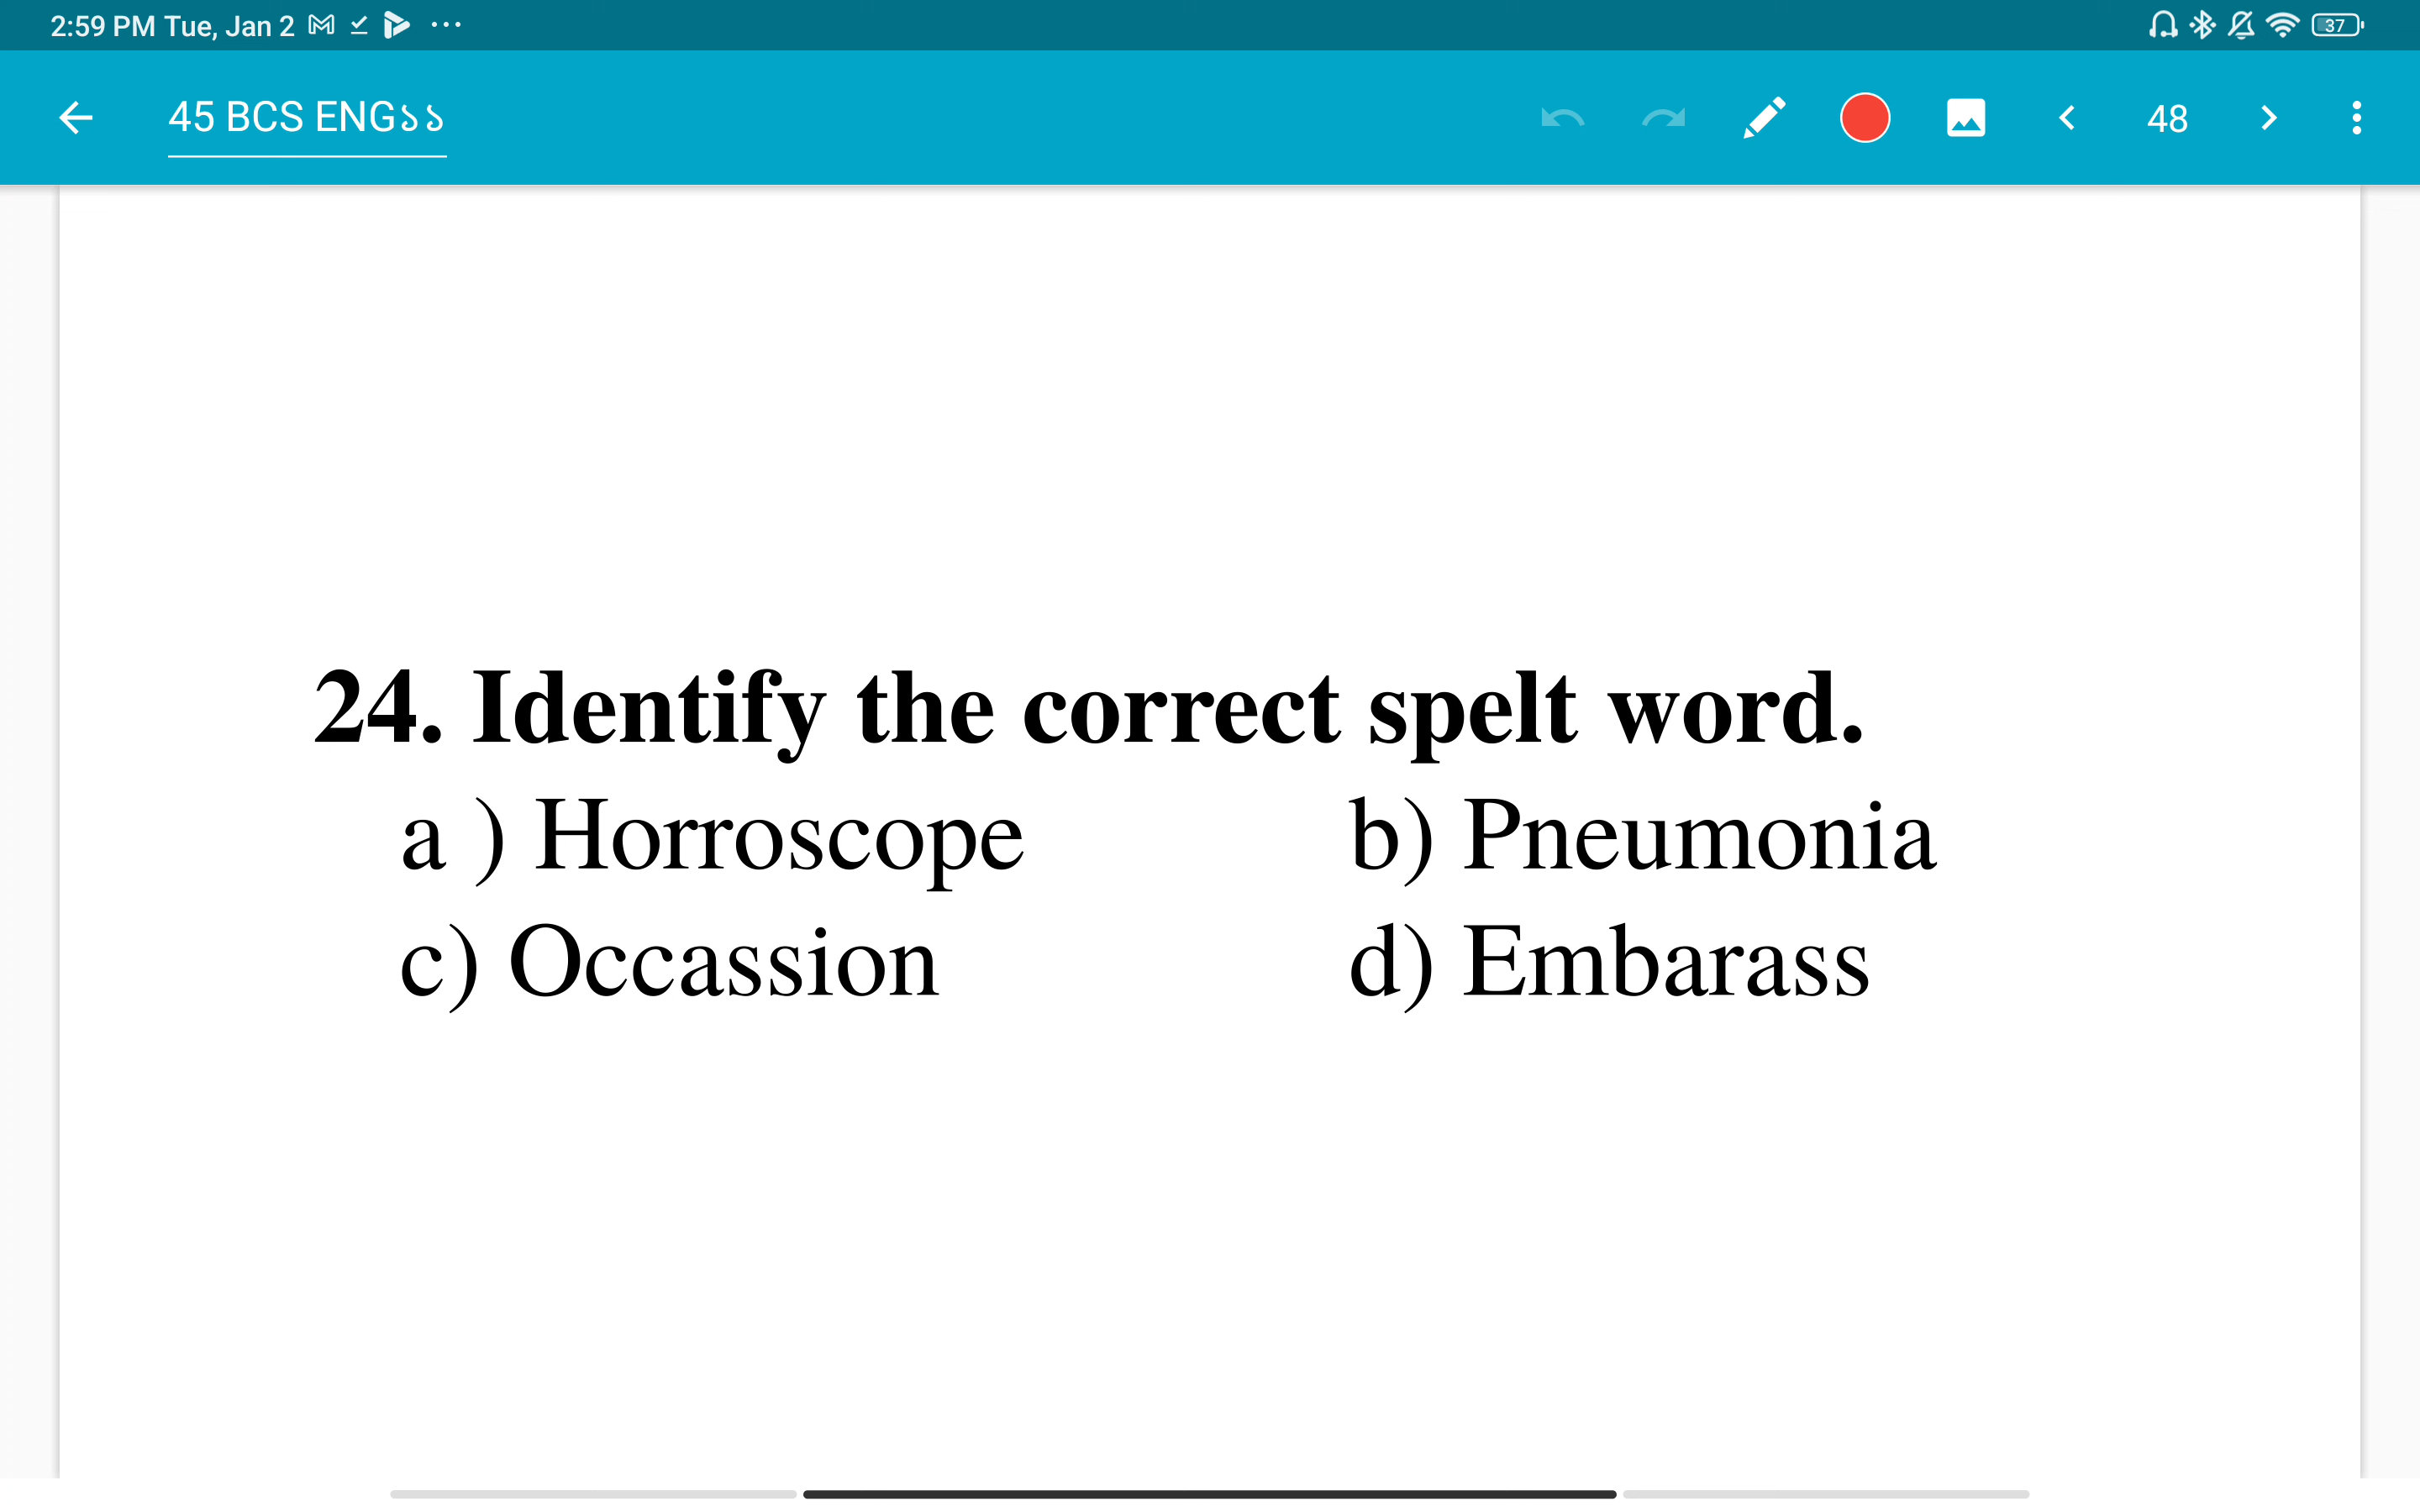 2:59 PM Tue, Jan 2
37
45 BCS ENG১১
48
24. Identify the correct spelt word.
a ) Horroscope b) Pneumonia
c) Occassion d) Embarass